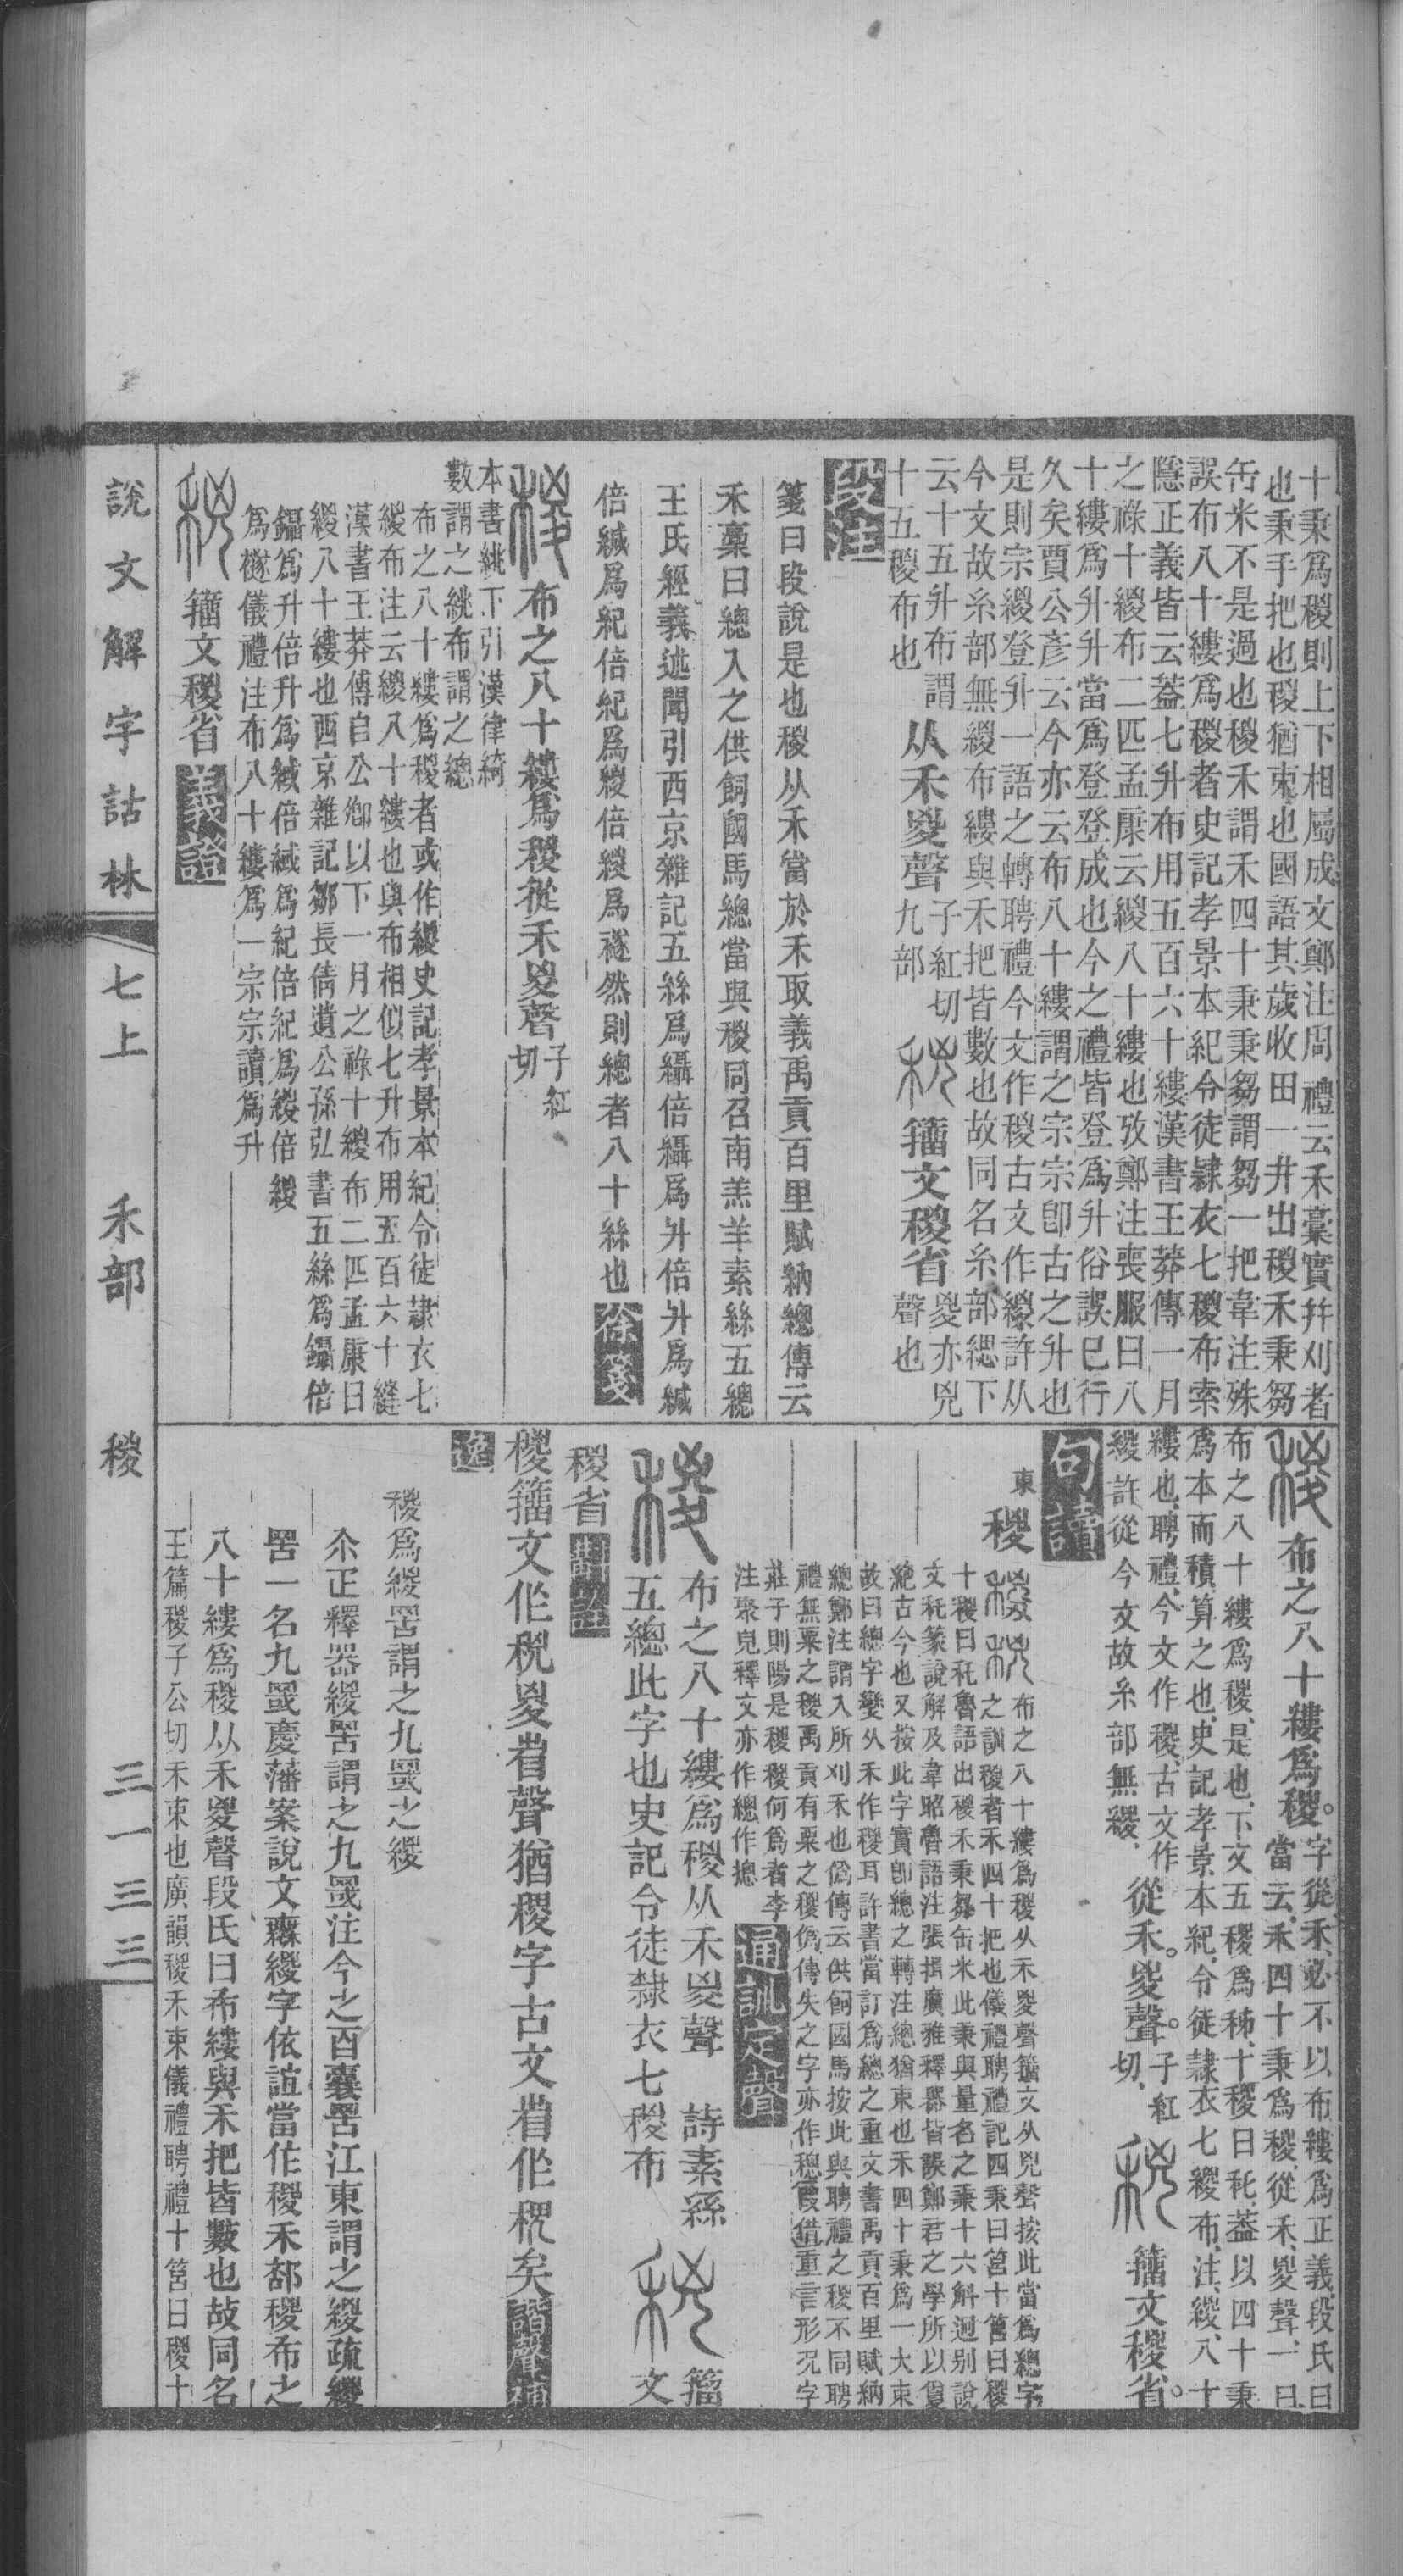 十秉爲稯則上下相屬成文鄭注周禮云禾稾實幷刈者
也秉手把也稯猶束也國語其歲收田一井出稯禾秉芻
缶米不是過也稯禾謂禾四十秉秉芻謂芻一把韋注殊
誤布八十縷爲稯者史記孝景本紀令徒隸衣七稯布索
隱正義皆云蓋七升布用五百六十縷漢書王莽傳一月
之祿十緵布二匹孟康云緵八十縷也攷鄭注喪服曰八
十縷爲升升當爲登登成也今之禮皆登爲升俗誤已行
久矣賈公彥云今亦云布八十縷謂之宗宗卽古之升也
是則宗緵登升一語之轉聘禮今文作稯古文作緵許从
今文故糸部無緵布縷與禾把皆數也故同名糸部緦下
云十五升布謂
十五稯布也
从禾㚇聲
子紅切
九部
籒文稯省
㚇亦兇
聲也
段注
箋曰段說是也稯从禾當於禾取義禹貢百里賦納總傳云
禾稾曰總入之供飼國馬總當與稯同召南羔羊素絲五總
王氏經義述聞引西京雜記五絲爲䌰倍䌰爲升倍升爲緎
倍緎爲紀倍紀爲緵倍緵爲襚然則總者八十絲也
徐箋
布之八十縷爲稯從禾㚇聲
子紅
切
本書絩下引漢律綺
數謂之絩布謂之總
布之八十縷爲稯者或作緵史記孝景本紀令徒隸衣七
緵布注云緵八十縷也與布相似七升布用五百六十縫
漢書王莽傳自公卿以下一月之祿十緵布二匹孟康曰
緵八十縷也西京雜記鄒長倩遺公孫弘書五絲爲鑷倍
鑷爲升倍升爲緎倍緎爲紀倍紀爲緵倍緵
爲襚儀禮注布八十縷爲一宗宗讀爲升
籒文稯省
義證
布之八十縷爲稯。
字從禾、必不以布縷爲正義、段氏曰
當云、禾四十秉爲稯、從禾、㚇聲、一曰
布之八十縷爲稯、是也、下文五稯爲秭、十稯曰秅、蓋以四十秉
爲本而積算之也、史記孝景本紀、令徒隸衣七緵布、注、緵、八十
縷也、聘禮、今文作稯、古文作
緵、許從今文故糸部無緵、
從禾。㚇聲。
子紅
切、
籒文稯省。
句讀
東
稯
布之八十縷爲稯从禾㚇聲籒文从兇聲按此當爲總字
之訓稯者禾四十把也儀禮聘禮記四秉曰筥十筥曰稯
十稯曰秅魯語出稯禾秉芻缶米此秉與量名之秉十六斛迥別說
文秅篆說解及韋昭魯語注張揖廣雅釋器皆誤鄭君之學所以敻
絶古今也又按此字實卽總之轉注總猶束也禾四十秉爲一大束
故曰總字變从禾作稯耳許書當訂爲總之重文書禹貢百里賦納
總鄭注謂入所刈禾也僞傳云供飼國馬按此與聘禮之稯不同聘
禮無粟之稯禹貢有粟之稯僞傳失之字亦作穗叚借重言形况字
莊子則陽是稯稯何爲者李
注聚皃釋文亦作總作摠
通訓定聲
布之八十縷爲稯从禾㚇聲 詩素絲
五總此字也史記令徒隸衣七稯布
籒文
稯省
稯籒文作䅗㚇省聲猶稯字古文省作䅗矣
諧聲補
逸
稯爲緵罟謂之九罭之緵
尒疋釋器緵罟謂之九罭注今之百囊罟江東謂之緵疏緵
罟一名九罭慶藩案說文無緵字依誼當作稯禾部稯布之
八十縷爲稯从禾㚇聲段氏曰布縷與禾把皆數也故同名
玉篇稯子公切禾束也廣韻稯禾束儀禮聘禮十筥曰稯十
說文解字詁林
七上 禾部 稯 三一三三